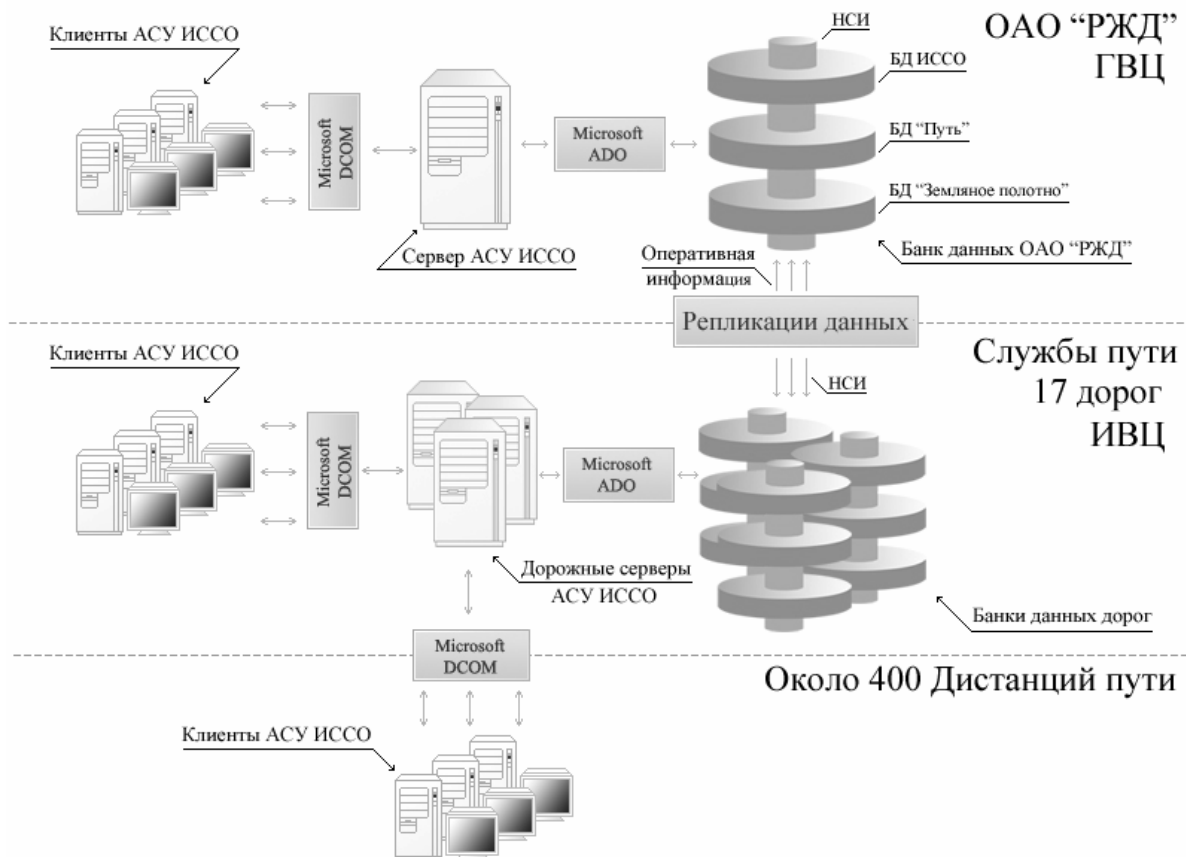 Клиенты АСУ ИССО
НСИ
ОАО “РЖД”
ГВЦ
БД ИССО
Microsoft
DCOM
Microsoft
ADO
БД “Путь”
БД “Земляное полотно”
Сервер АСУ ИССО
Банк данных ОАО “РЖД”
Оперативная
информация
Репликации данных
Клиенты АСУ ИССО
Службы пути
17 дорог
ИВЦ
НСИ
Microsoft
DCOM
Microsoft
ADO
Дорожные серверы
АСУ ИССО
Банки данных дорог
Microsoft
DCOM
Около 400 Дистанций пути
Клиенты АСУ ИССО